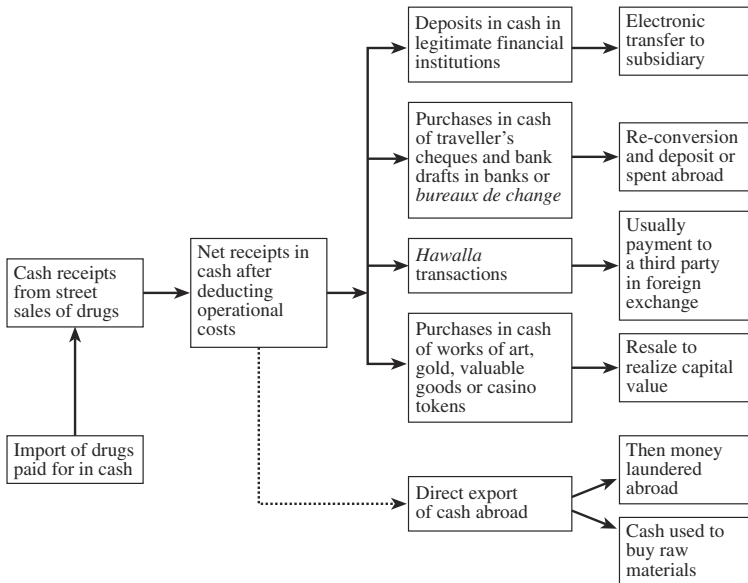 Deposits in cash in
legitimate financial
institutions
Electronic
transfer to
subsidiary
Purchases in cash
of traveller's
cheques and bank
drafts in banks or
bureaux de change
Re-conversion
and deposit or
spent abroad
Cash receipts
from street
sales of drugs
Net receipts in
cash after
deducting
operational
costs
Hawalla
transactions
Usually
payment to
a third party
in foreign
exchange
Purchases in cash
of works of art,
gold, valuable
goods or casino
tokens
Resale to
realize capital
value
Import of drugs
paid for in cash
Direct export
of cash abroad
Then money
laundered
abroad
Cash used to
buy raw
materials